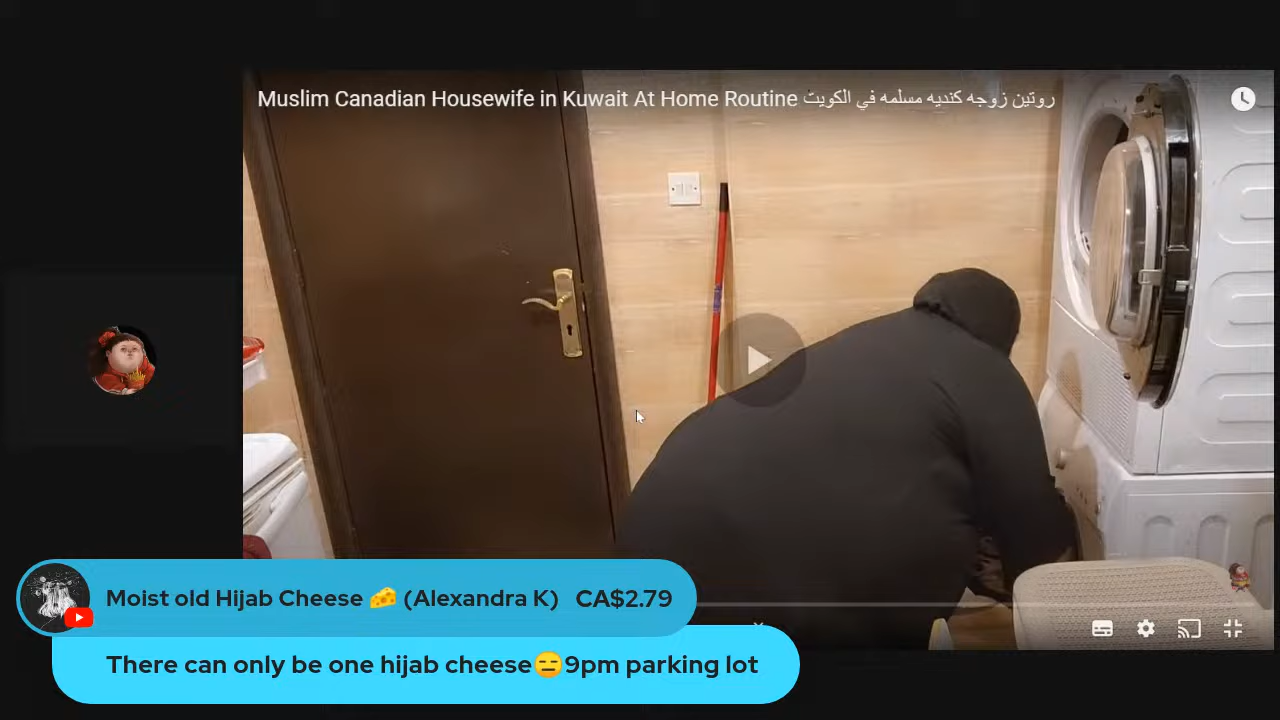 Muslim Canadian Housewife in Kuwait At Home Routine روتين زوجه كنديه مسلمه في الكويت
Moist old Hijab Cheese 🧀 (Alexandra K) CA$2.79
There can only be one hijab cheese😑9pm parking lot